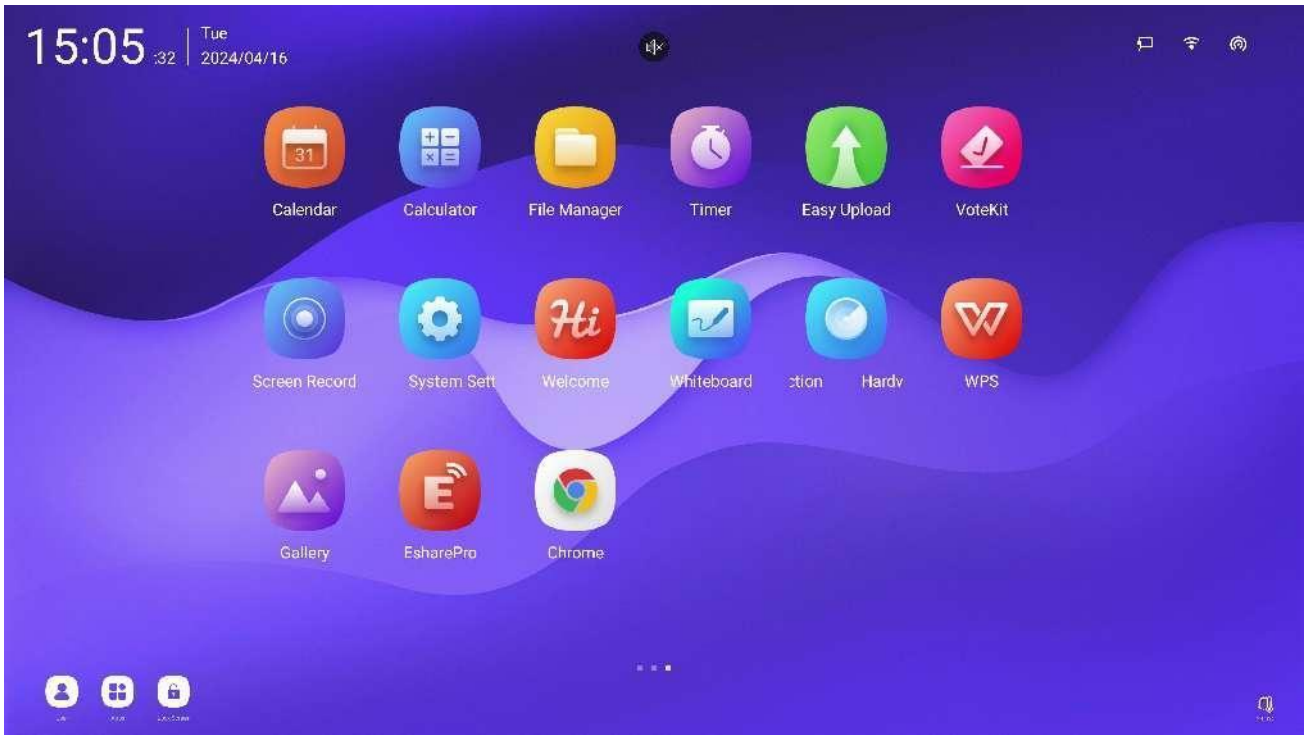 15:05 :32
Tue
2024/04/16
31
Calendar
Calculator
File Manager
Timer
Easy Upload
VoteKit
Hi
Screen Record
System Sett
Welcome
Whiteboard
ction Hardv
WPS
E
Gallery
EsharePro
Chrome